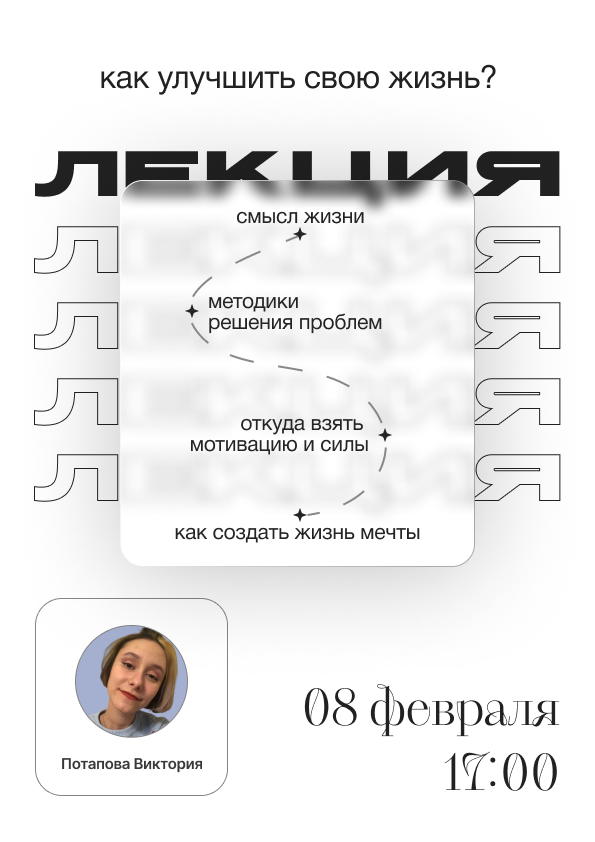 как улучшить свою жизнь?
ЛЕКЦИЯ
смысл жизни
методики
решения проблем
откуда взять
мотивацию и силы
как создать жизнь мечты
Потапова Виктория
08 февраля
17:00